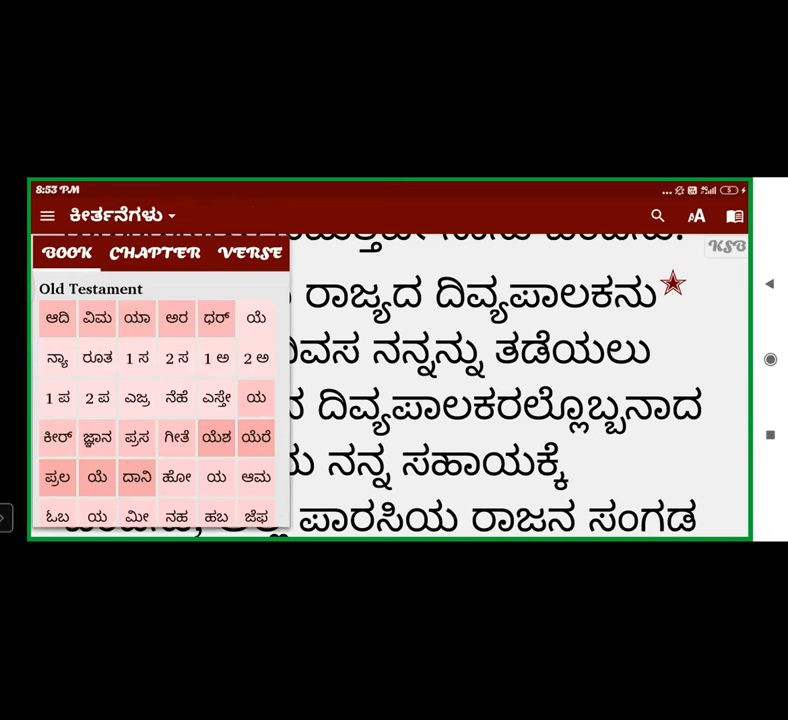 8:53 PM
ಕೀರ್ತನೆಗಳು
AA
KSB
BOOK CHAPTER VERSE
Old Testament
ಆದಿ ವಿಮ ಯಾ ಅರ ಧರ್ ಯೆ
ನ್ಯಾ ರೂತ 1 ಸ 2 ಸ 1 ಅ 2 ಅ
1 ಪ 2 ಪ ಎಜ್ರ ನೆಹೆ ಎಸ್ತೇ ಯ
ಕೀರ್ ಜ್ಞಾನ ಪ್ರಸ ಗೀತೆ ಯೆಶ ಯೆರೆ
ಪ್ರಲ ಯೆ ದಾನಿ ಹೋ ಯ ಆಮ
ಓಬ ಯ ಮೀ ನಹ ಹಬ ಜೆಫ
ರಾಜ್ಯದ ದಿವ್ಯಪಾಲಕನು
ದಿವಸ ನನ್ನನ್ನು ತಡೆಯಲು
ದಿವ್ಯಪಾಲಕರಲ್ಲೊಬ್ಬನಾದ
ನನ್ನ ಸಹಾಯಕ್ಕೆ
ಪಾರಸಿಯ ರಾಜನ ಸಂಗಡ